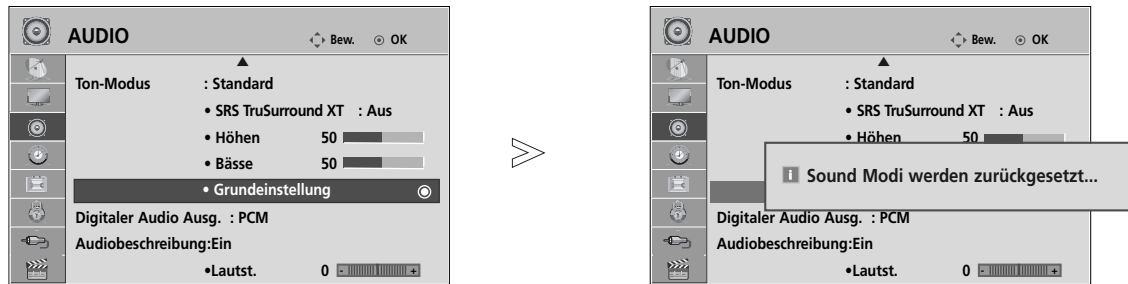 AUDIO
Bew. OK
Ton-Modus : Standard
• SRS TruSurround XT : Aus
• Höhen 50
• Bässe 50
• Grundeinstellung
Digitaler Audio Ausg. : PCM
Audiobeschreibung:Ein
•Lautst. 0 - +
>
AUDIO
Bew. OK
Ton-Modus : Standard
• SRS TruSurround XT : Aus
• Höhen 50
i Sound Modi werden zurückgesetzt...
Digitaler Audio Ausg. : PCM
Audiobeschreibung:Ein
•Lautst. 0 - +